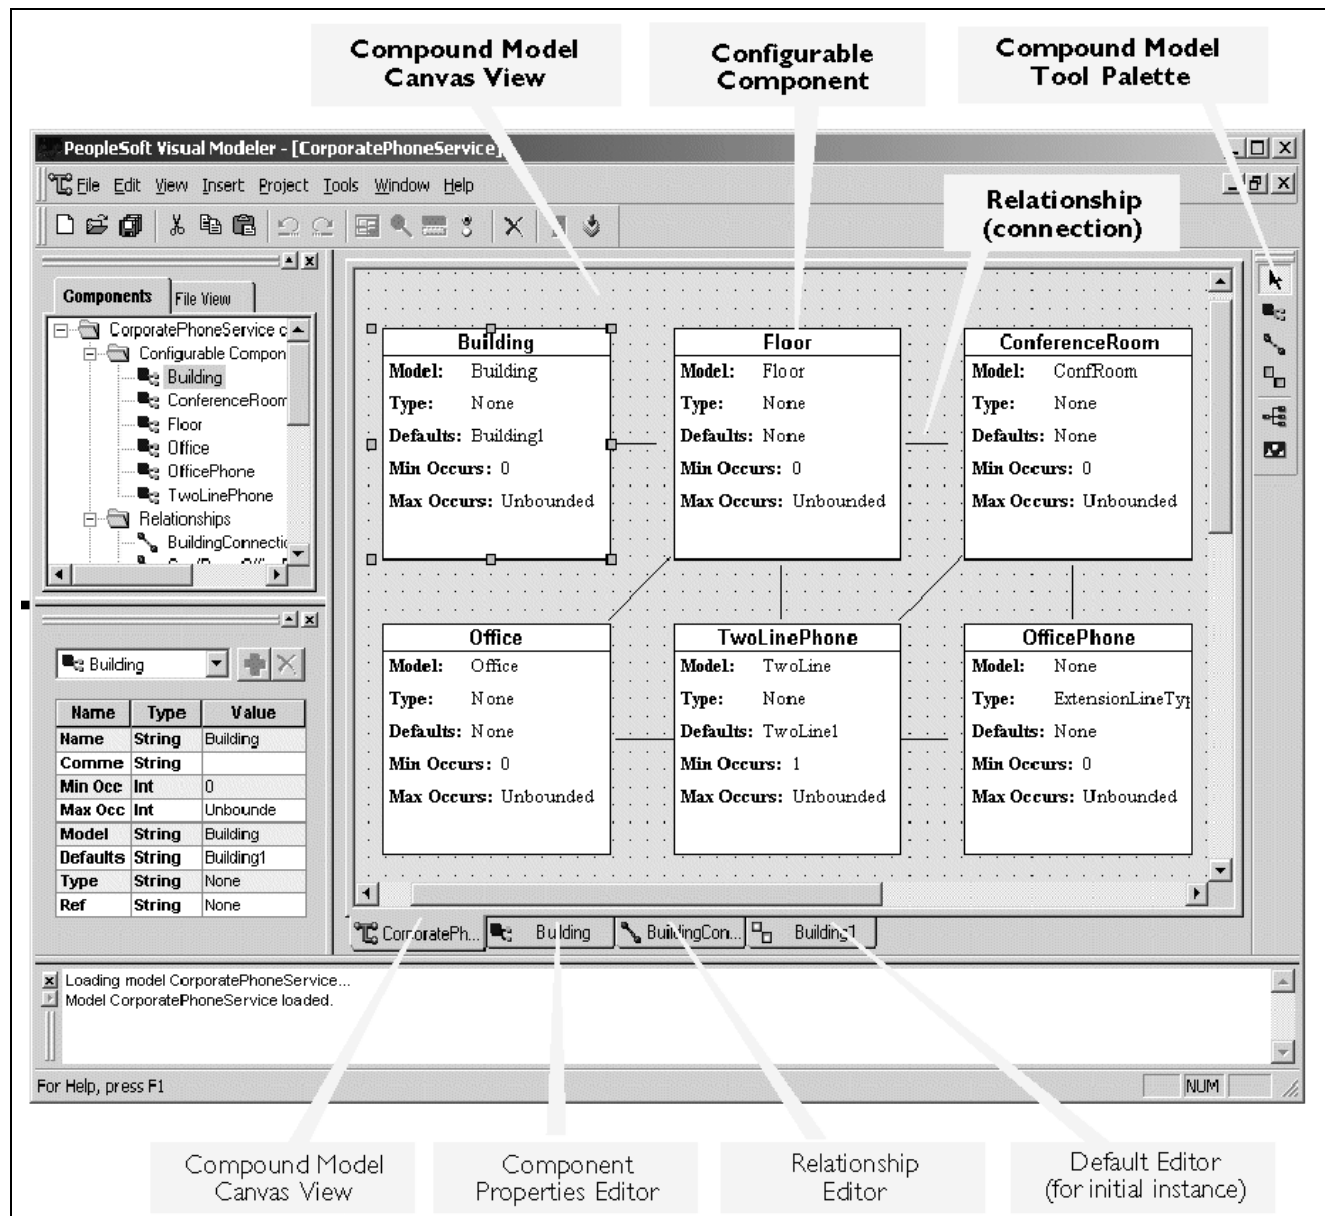 Compound Model
Canvas View
Configurable
Component
Compound Model
Tool Palette
PeopleSoft Visual Modeler - [CorporatePhoneService]
File Edit View Insert Project Tools Window Help
Relationship
(connection)
Components File View
CorporatePhoneService c
Configurable Compon
Building
ConferenceRoom
Floor
Office
OfficePhone
TwoLinePhone
Relationships
BuildingConnectic
Building
Model: Building
Type: None
Defaults: Building1
Min Occurs: 0
Max Occurs: Unbounded
Floor
Model: Floor
Type: None
Defaults: None
Min Occurs: 0
Max Occurs: Unbounded
ConferenceRoom
Model: ConfRoom
Type: None
Defaults: None
Min Occurs: 0
Max Occurs: Unbounded
Office
Model: Office
Type: None
Defaults: None
Min Occurs: 0
Max Occurs: Unbounded
TwoLinePhone
Model: TwoLine
Type: None
Defaults: TwoLine1
Min Occurs: 1
Max Occurs: Unbounded
OfficePhone
Model: None
Type: ExtensionLineTyp
Defaults: None
Min Occurs: 0
Max Occurs: Unbounded
Building
Name Type Value
Name String Building
Comme String
Min Occ Int 0
Max Occ Int Unbounde
Model String Building
Defaults String Building1
Type String None
Ref String None
CorporatePh... Building BuildingCon... Building1
Loading model CorporatePhoneService...
Model CorporatePhoneService loaded.
For Help, press F1
NUM
Compound Model
Canvas View
Component
Properties Editor
Relationship
Editor
Default Editor
(for initial instance)